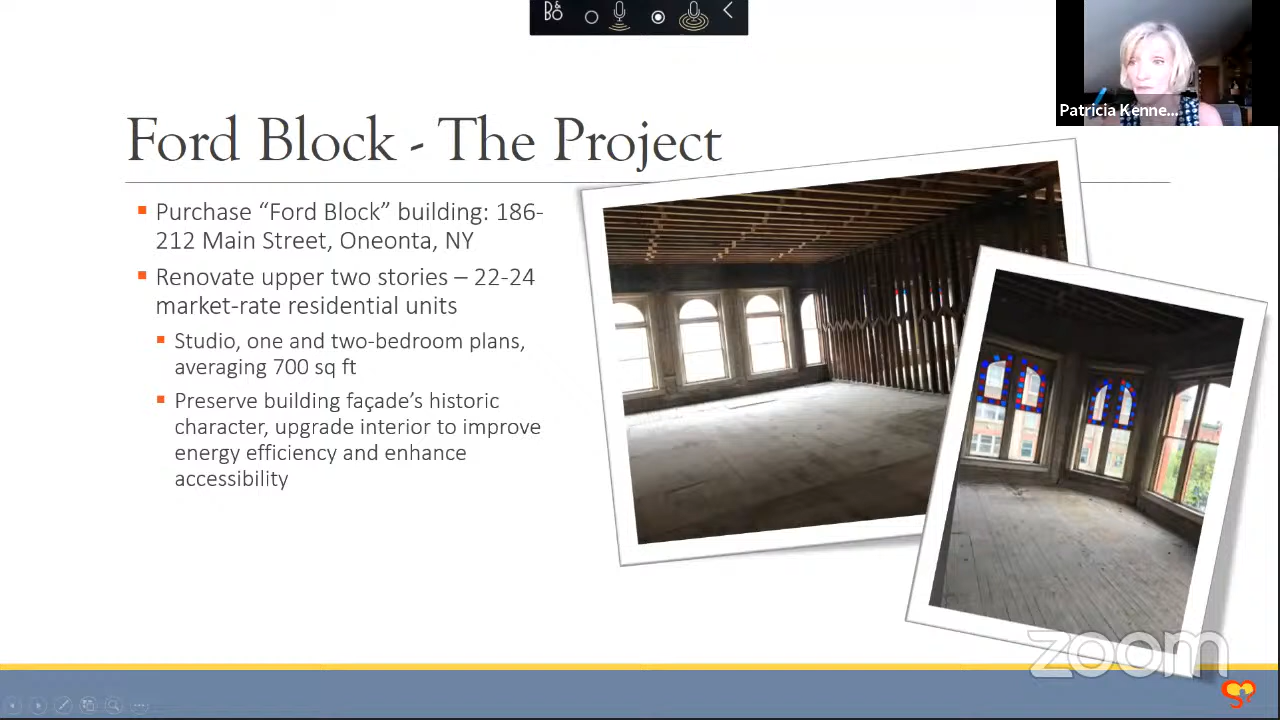 B&O
Patricia Kenne...
Ford Block - The Project
Purchase “Ford Block” building: 186-
212 Main Street, Oneonta, NY
Renovate upper two stories – 22-24
market-rate residential units
Studio, one and two-bedroom plans,
averaging 700 sq ft
Preserve building façade’s historic
character, upgrade interior to improve
energy efficiency and enhance
accessibility
zoom